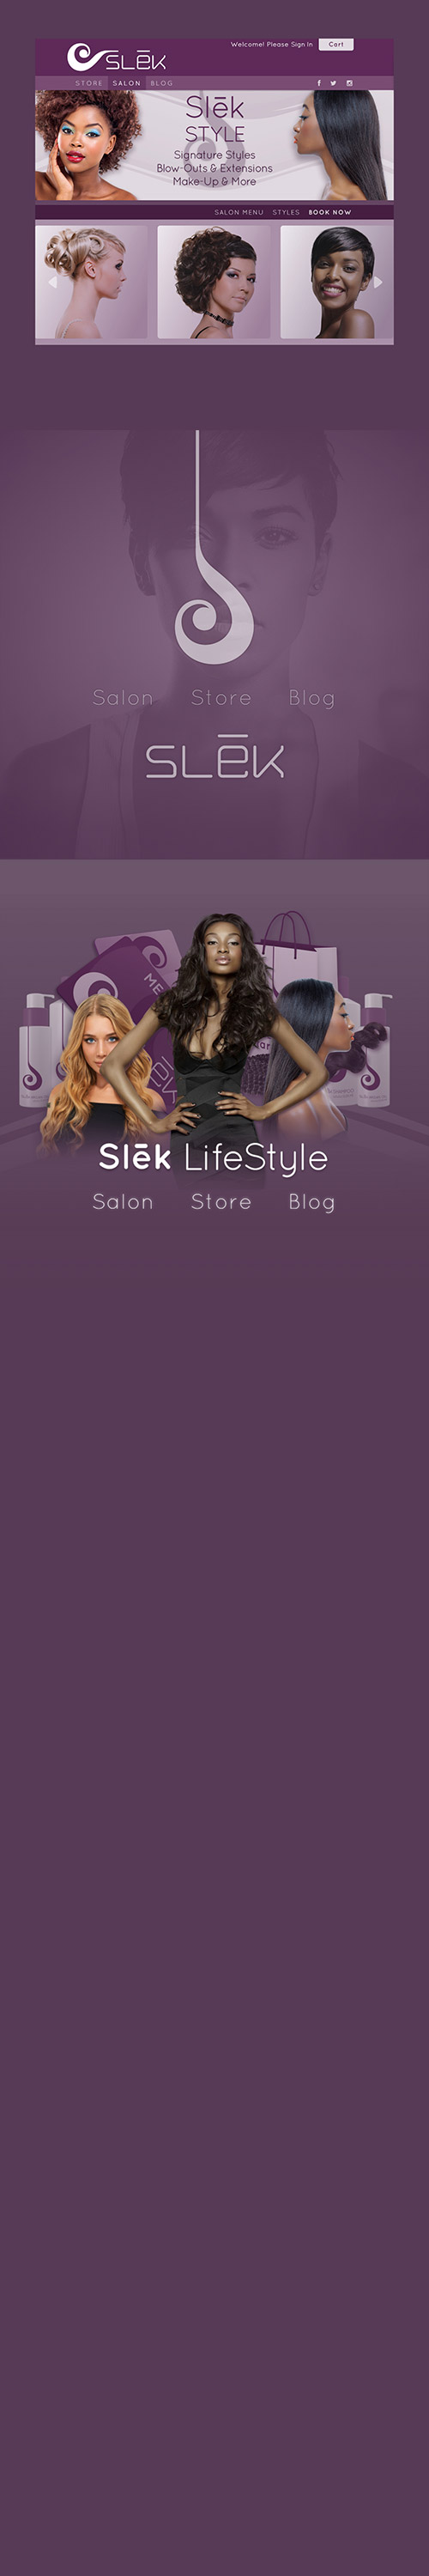 SLēK
Welcome! Please Sign In Cart
STORE SALON BLOG
Slēk
STYLE
Signature Styles
Blow-Outs & Extensions
Make-Up & More
SALON MENU STYLES BOOK NOW
Salon Store Blog
SLēK
Slēk LifeStyle
Salon Store Blog